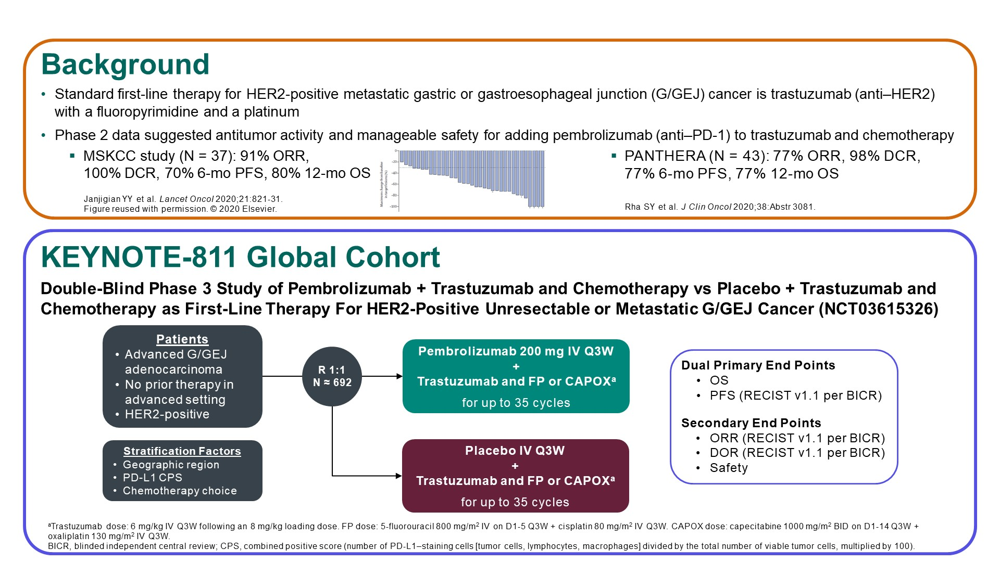 Background
• Standard first-line therapy for HER2-positive metastatic gastric or gastroesophageal junction (G/GEJ) cancer is trastuzumab (anti–HER2)
with a fluoropyrimidine and a platinum
• Phase 2 data suggested antitumor activity and manageable safety for adding pembrolizumab (anti–PD-1) to trastuzumab and chemotherapy
▪ MSKCC study (N = 37): 91% ORR,
100% DCR, 70% 6-mo PFS, 80% 12-mo OS
Janjigian YY et al. Lancet Oncol 2020;21:821-31.
Figure reused with permission. © 2020 Elsevier.
Maximum change from baseline
in target lesions (%)
0
-20
-40
-60
-80
-100
▪ PANTHERA (N = 43): 77% ORR, 98% DCR,
77% 6-mo PFS, 77% 12-mo OS
Rha SY et al. J Clin Oncol 2020;38:Abstr 3081.
KEYNOTE-811 Global Cohort
Double-Blind Phase 3 Study of Pembrolizumab + Trastuzumab and Chemotherapy vs Placebo + Trastuzumab and
Chemotherapy as First-Line Therapy For HER2-Positive Unresectable or Metastatic G/GEJ Cancer (NCT03615326)
Patients
• Advanced G/GEJ
adenocarcinoma
• No prior therapy in
advanced setting
• HER2-positive
Stratification Factors
• Geographic region
• PD-L1 CPS
• Chemotherapy choice
R 1:1
N ≈ 692
Pembrolizumab 200 mg IV Q3W
+
Trastuzumab and FP or CAPOXᵃ
for up to 35 cycles
Placebo IV Q3W
+
Trastuzumab and FP or CAPOXᵃ
for up to 35 cycles
Dual Primary End Points
• OS
• PFS (RECIST v1.1 per BICR)
Secondary End Points
• ORR (RECIST v1.1 per BICR)
• DOR (RECIST v1.1 per BICR)
• Safety
ᵃTrastuzumab dose: 6 mg/kg IV Q3W following an 8 mg/kg loading dose. FP dose: 5-fluorouracil 800 mg/m² IV on D1-5 Q3W + cisplatin 80 mg/m² IV Q3W. CAPOX dose: capecitabine 1000 mg/m² BID on D1-14 Q3W +
oxaliplatin 130 mg/m² IV Q3W.
BICR, blinded independent central review; CPS, combined positive score (number of PD-L1–staining cells [tumor cells, lymphocytes, macrophages] divided by the total number of viable tumor cells, multiplied by 100).